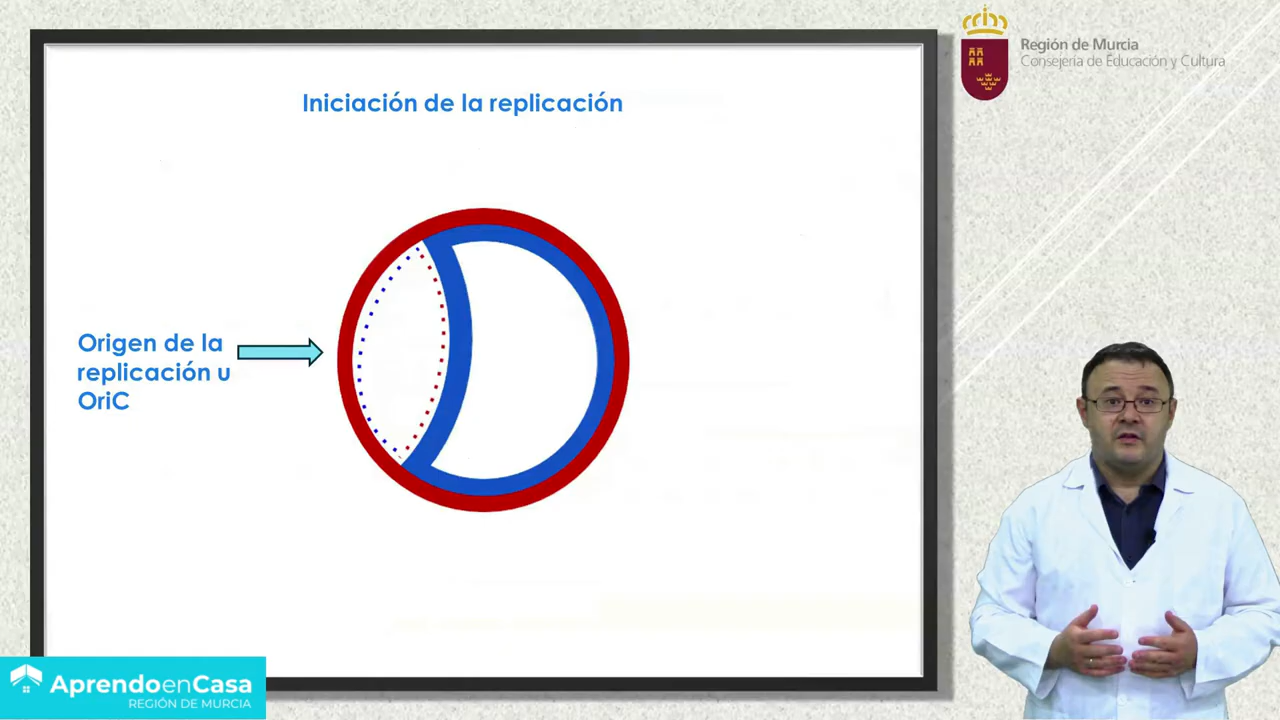 Región de Murcia
Consejería de Educación y Cultura
Iniciación de la replicación
Origen de la
replicación u
OriC
AprendoenCasa
REGIÓN DE MURCIA